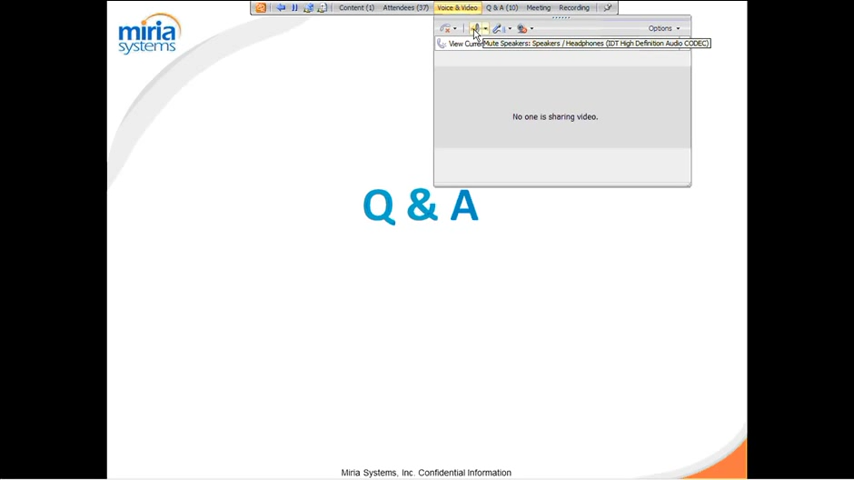 Content (1) Attendees (37) Voice & Video Q & A (10) Meeting Recording
miria
systems
Options
View Mute Speakers: Speakers / Headphones (IDT High Definition Audio CODEC)
No one is sharing video.
Q & A
Miria Systems, Inc. Confidential Information